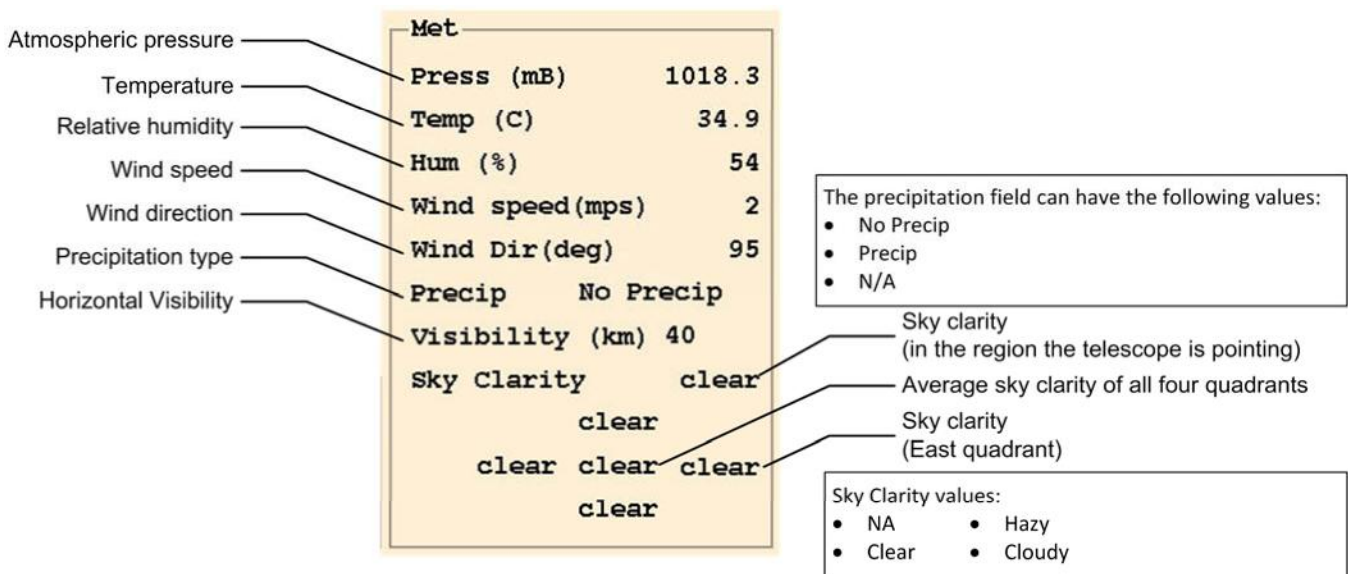 Atmospheric pressure
Temperature
Relative humidity
Wind speed
Wind direction
Precipitation type
Horizontal Visibility
Met
Press (mB) 1018.3
Temp (C) 34.9
Hum (%) 54
Wind speed(mps) 2
Wind Dir(deg) 95
Precip No Precip
Visibility (km) 40
Sky Clarity clear
clear
clear clear clear
clear
The precipitation field can have the following values:
• No Precip
• Precip
• N/A
Sky clarity
(in the region the telescope is pointing)
Average sky clarity of all four quadrants
Sky clarity
(East quadrant)
Sky Clarity values:
• NA • Hazy
• Clear • Cloudy